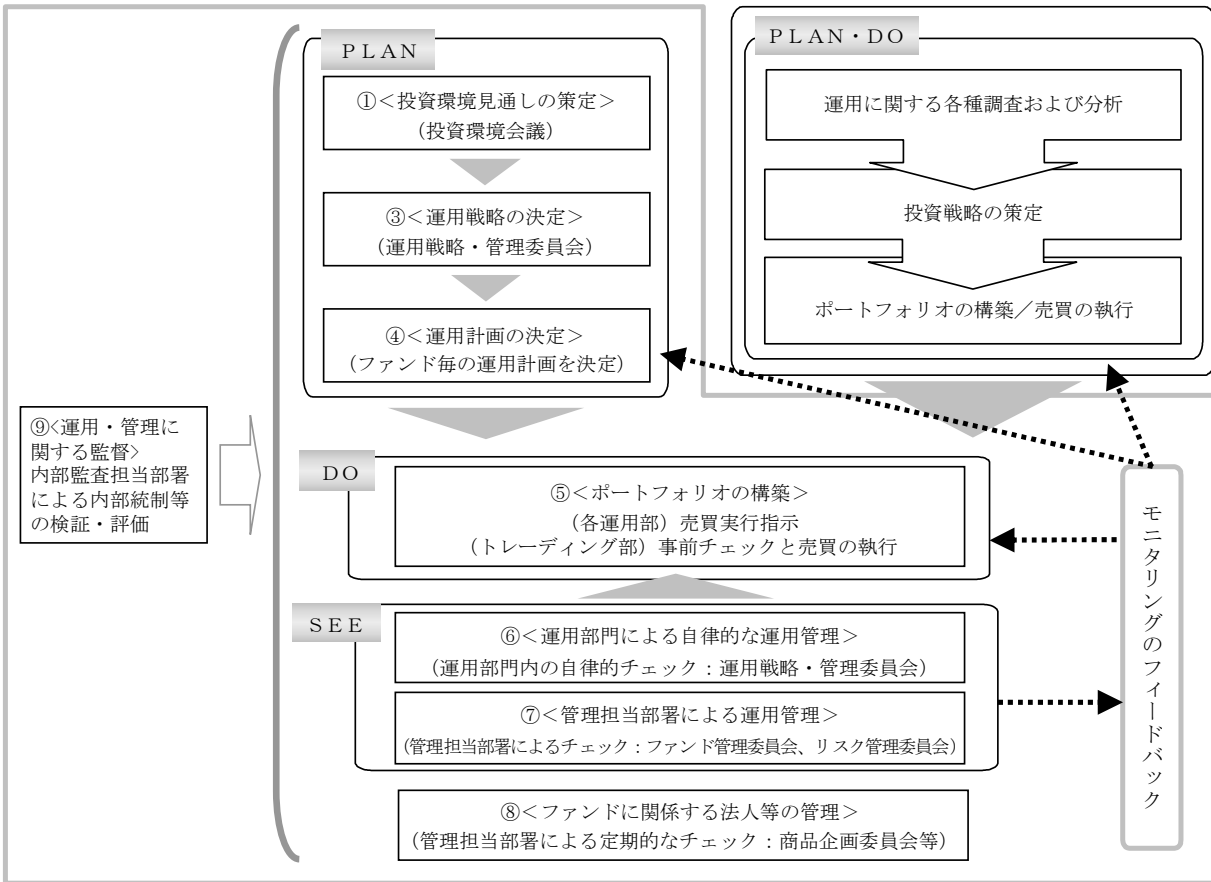 ＰＬＡＮ
①＜投資環境見通しの策定＞
（投資環境会議）
③＜運用戦略の決定＞
（運用戦略・管理委員会）
④＜運用計画の決定＞
（ファンド毎の運用計画を決定）
ＰＬＡＮ・ＤＯ
運用に関する各種調査および分析
投資戦略の策定
ポートフォリオの構築／売買の執行
⑨<運用・管理に
関する監督>
内部監査担当部署
による内部統制等
の検証・評価
ＤＯ
⑤＜ポートフォリオの構築＞
（各運用部）売買実行指示
（トレーディング部）事前チェックと売買の執行
ＳＥＥ
⑥＜運用部門による自律的な運用管理＞
（運用部門内の自律的チェック：運用戦略・管理委員会）
⑦＜管理担当部署による運用管理＞
（管理担当部署によるチェック：ファンド管理委員会、リスク管理委員会）
⑧＜ファンドに関係する法人等の管理＞
（管理担当部署による定期的なチェック：商品企画委員会等）
モニタリングのフィードバック